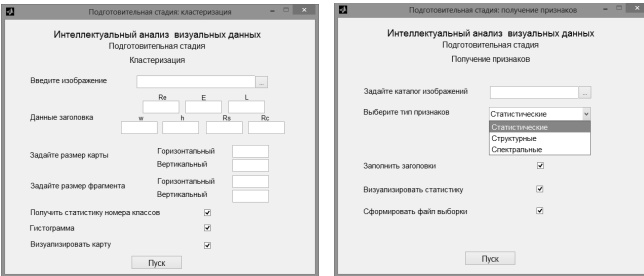 Подготовительная стадия: кластеризация
Интеллектуальный анализ визуальных данных
Подготовительная стадия
Кластеризация
Введите изображение
...
Re E L
Данные заголовка
w h Rs Rc
Задайте размер карты
Горизонтальный
Вертикальный
Задайте размер фрагмента
Горизонтальный
Вертикальный
Получить статистику номера классов
Гистограмма
Визуализировать карту
Пуск
Подготовительная стадия: получение признаков
Интеллектуальный анализ визуальных данных
Подготовительная стадия
Получение признаков
Задайте каталог изображений
...
Выберите тип признаков
Статистические
Статистические
Структурные
Спектральные
Заполнить заголовки
Визуализировать статистику
Сформировать файл выборки
Пуск